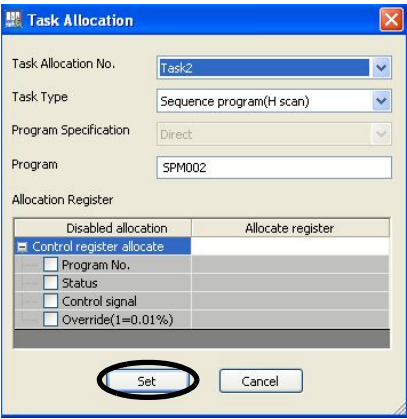 Task Allocation
Task Allocation No. Task2
Task Type Sequence program(H scan)
Program Specification Direct
Program SPM002
Allocation Register
Disabled allocation Allocate register
Control register allocate
Program No.
Status
Control signal
Override(1=0.01%)
Set Cancel